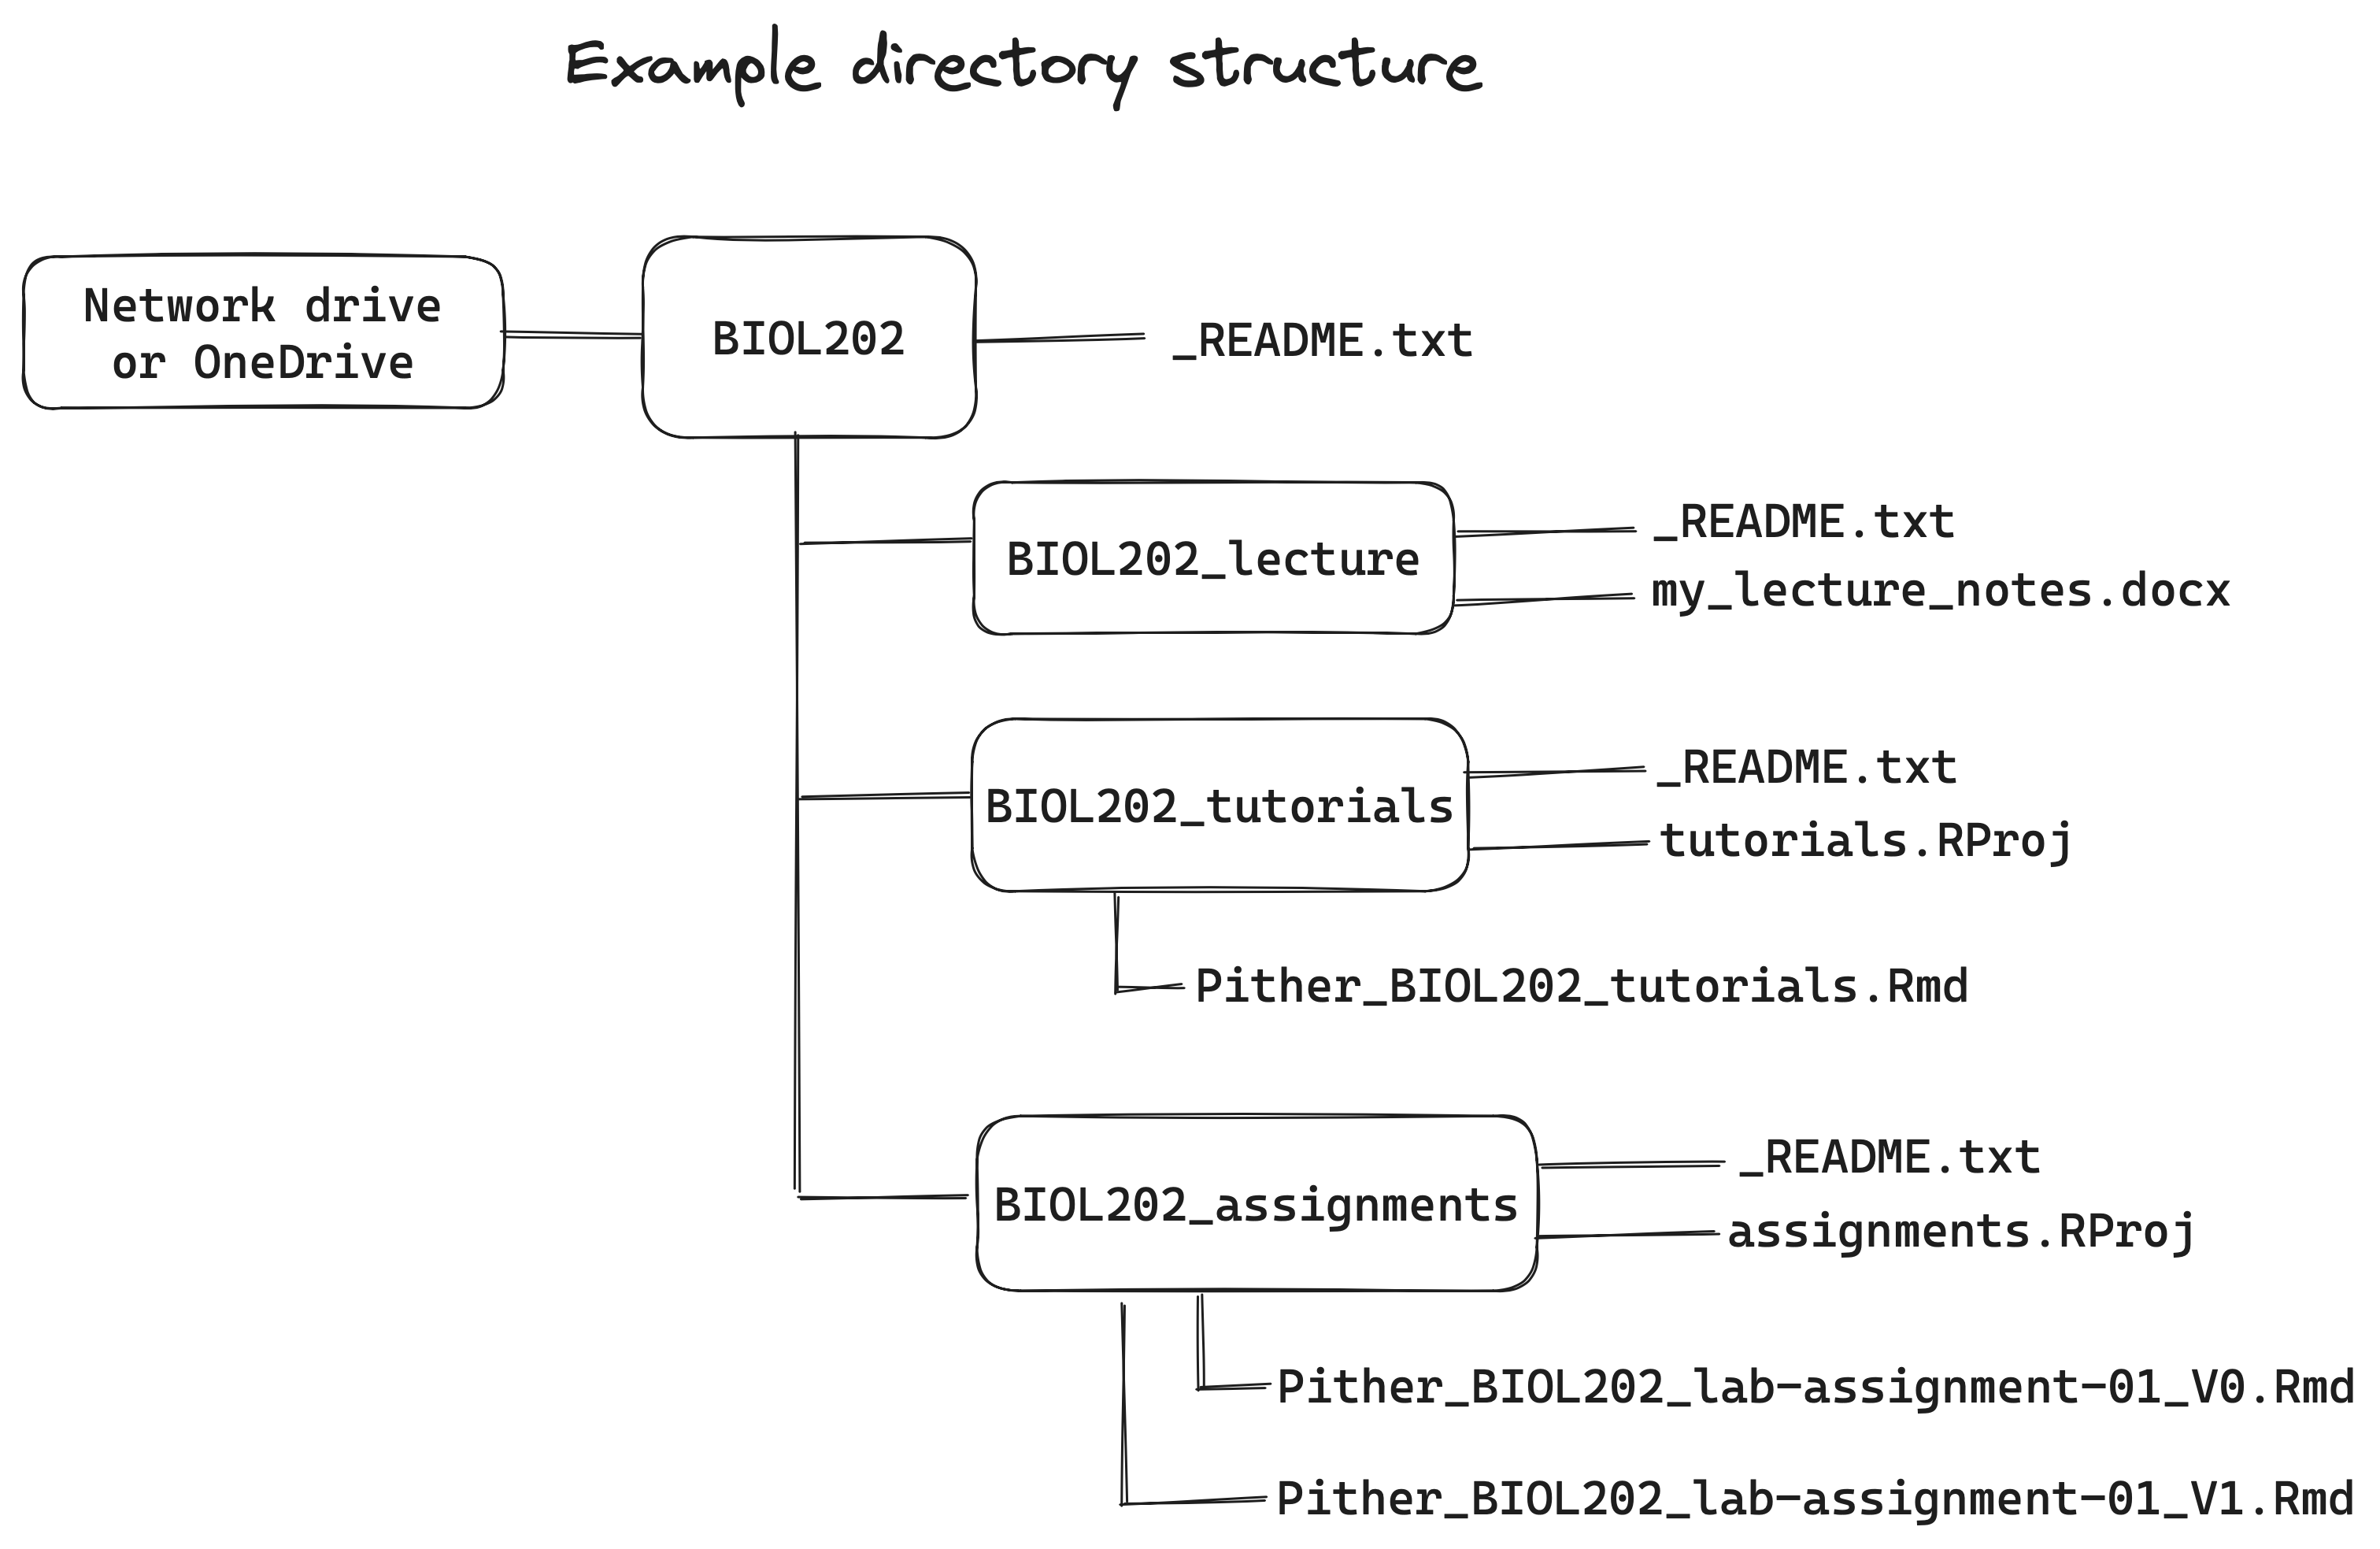 Example directory structure
Network drive
or OneDrive
BIOL202
_README.txt
BIOL202_lecture
_README.txt
my_lecture_notes.docx
BIOL202_tutorials
_README.txt
tutorials.RProj
Pither_BIOL202_tutorials.Rmd
BIOL202_assignments
_README.txt
assignments.RProj
Pither_BIOL202_lab-assignment-01_V0.Rmd
Pither_BIOL202_lab-assignment-01_V1.Rmd